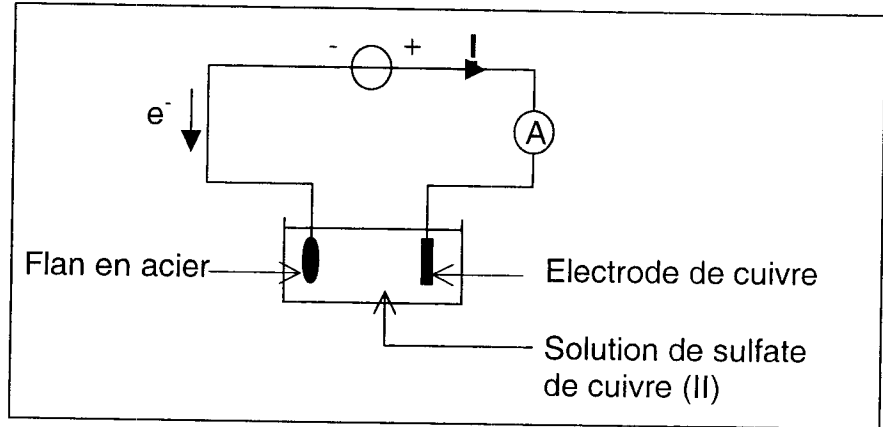 - + I
e-
A
Flan en acier
Electrode de cuivre
Solution de sulfate
de cuivre (II)